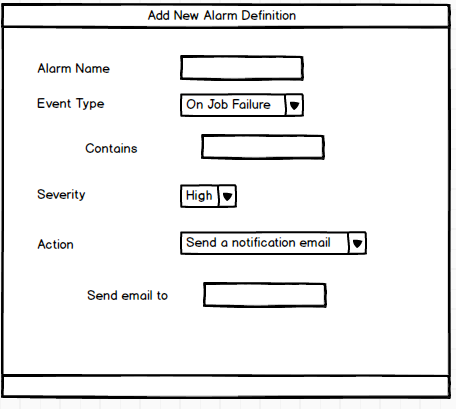 Add New Alarm Definition
Alarm Name
Event Type On Job Failure
Contains
Severity High
Action Send a notification email
Send email to